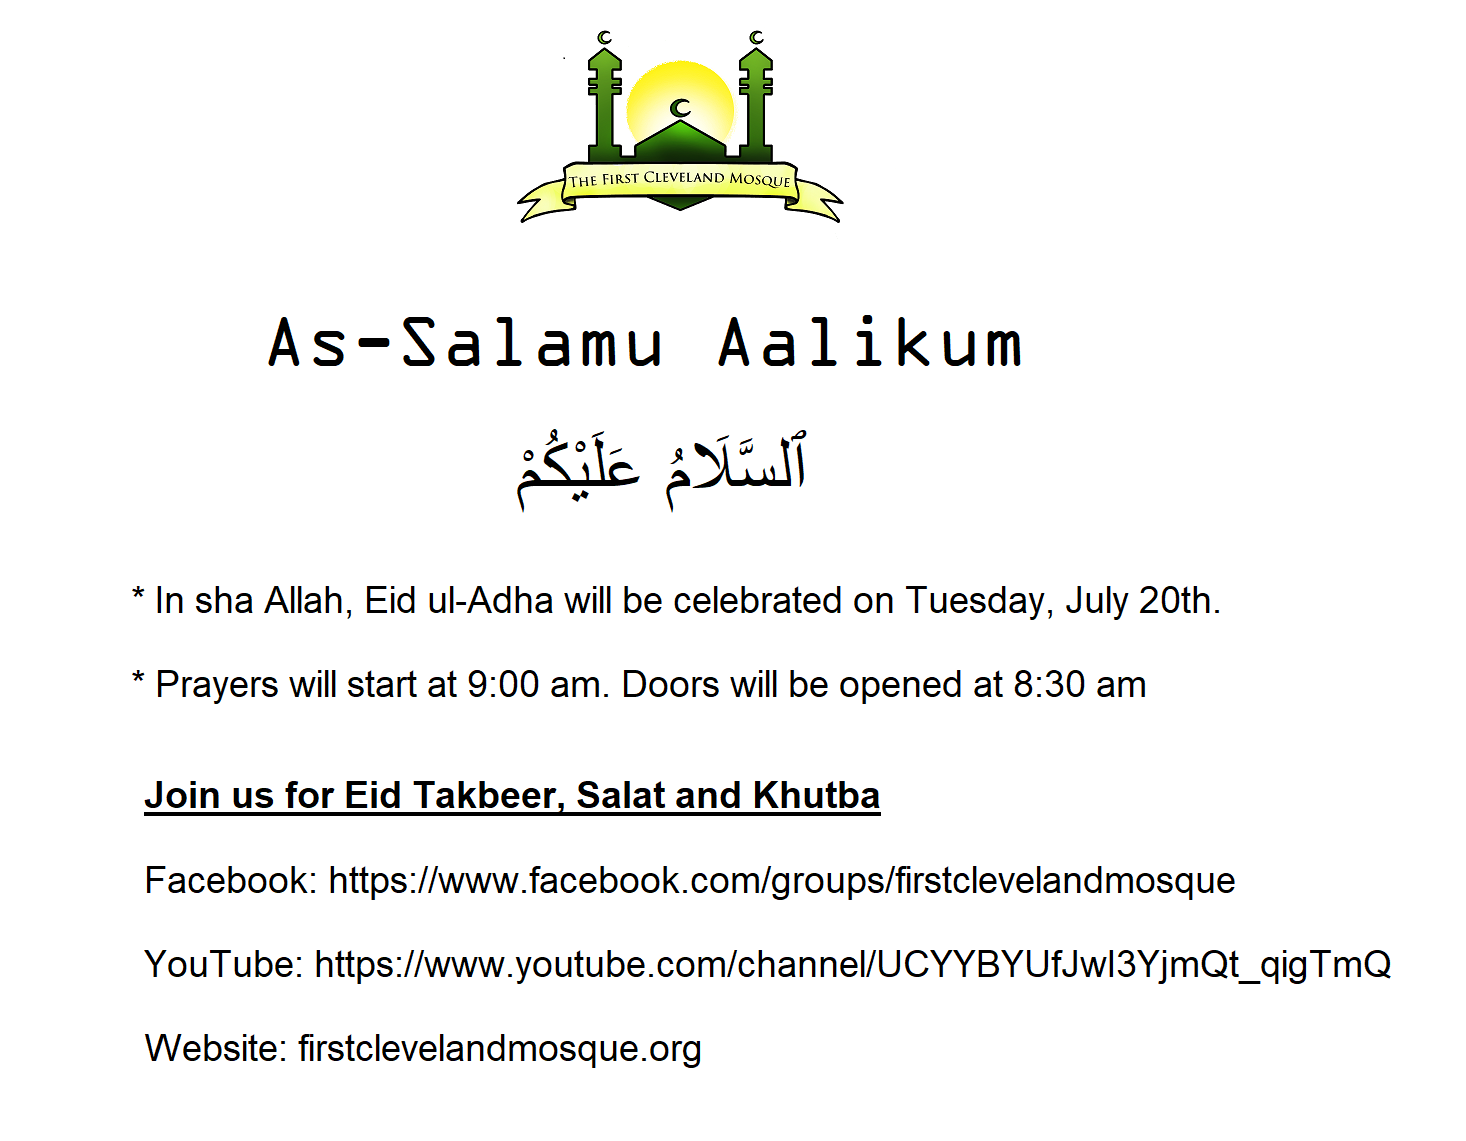 THE FIRST CLEVELAND MOSQUE
As-Salamu Aalikum
ٱلسَّلَامُ عَلَيْكُمْ
* In sha Allah, Eid ul-Adha will be celebrated on Tuesday, July 20th.
* Prayers will start at 9:00 am. Doors will be opened at 8:30 am
Join us for Eid Takbeer, Salat and Khutba
Facebook: https://www.facebook.com/groups/firstclevelandmosque
YouTube: https://www.youtube.com/channel/UCYYBYUfJwI3YjmQt_qigTmQ
Website: firstclevelandmosque.org